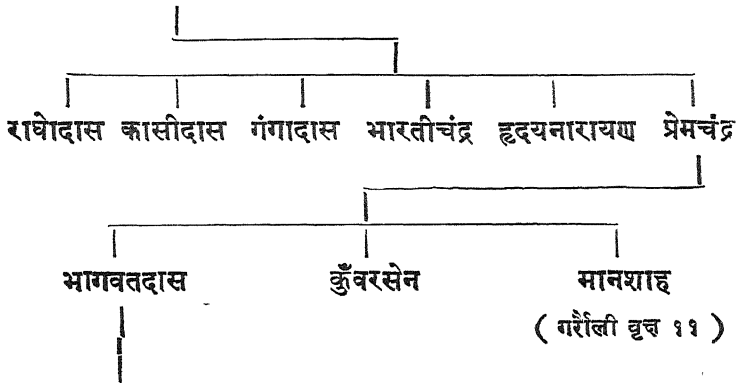 राघोदास कासीदास गंगादास भारतीचंद्र हृदयनारायण प्रेमचंद्र
भागवतदास कुँवरसेन मानशाह
( गर्रौली वृत्त ११ )